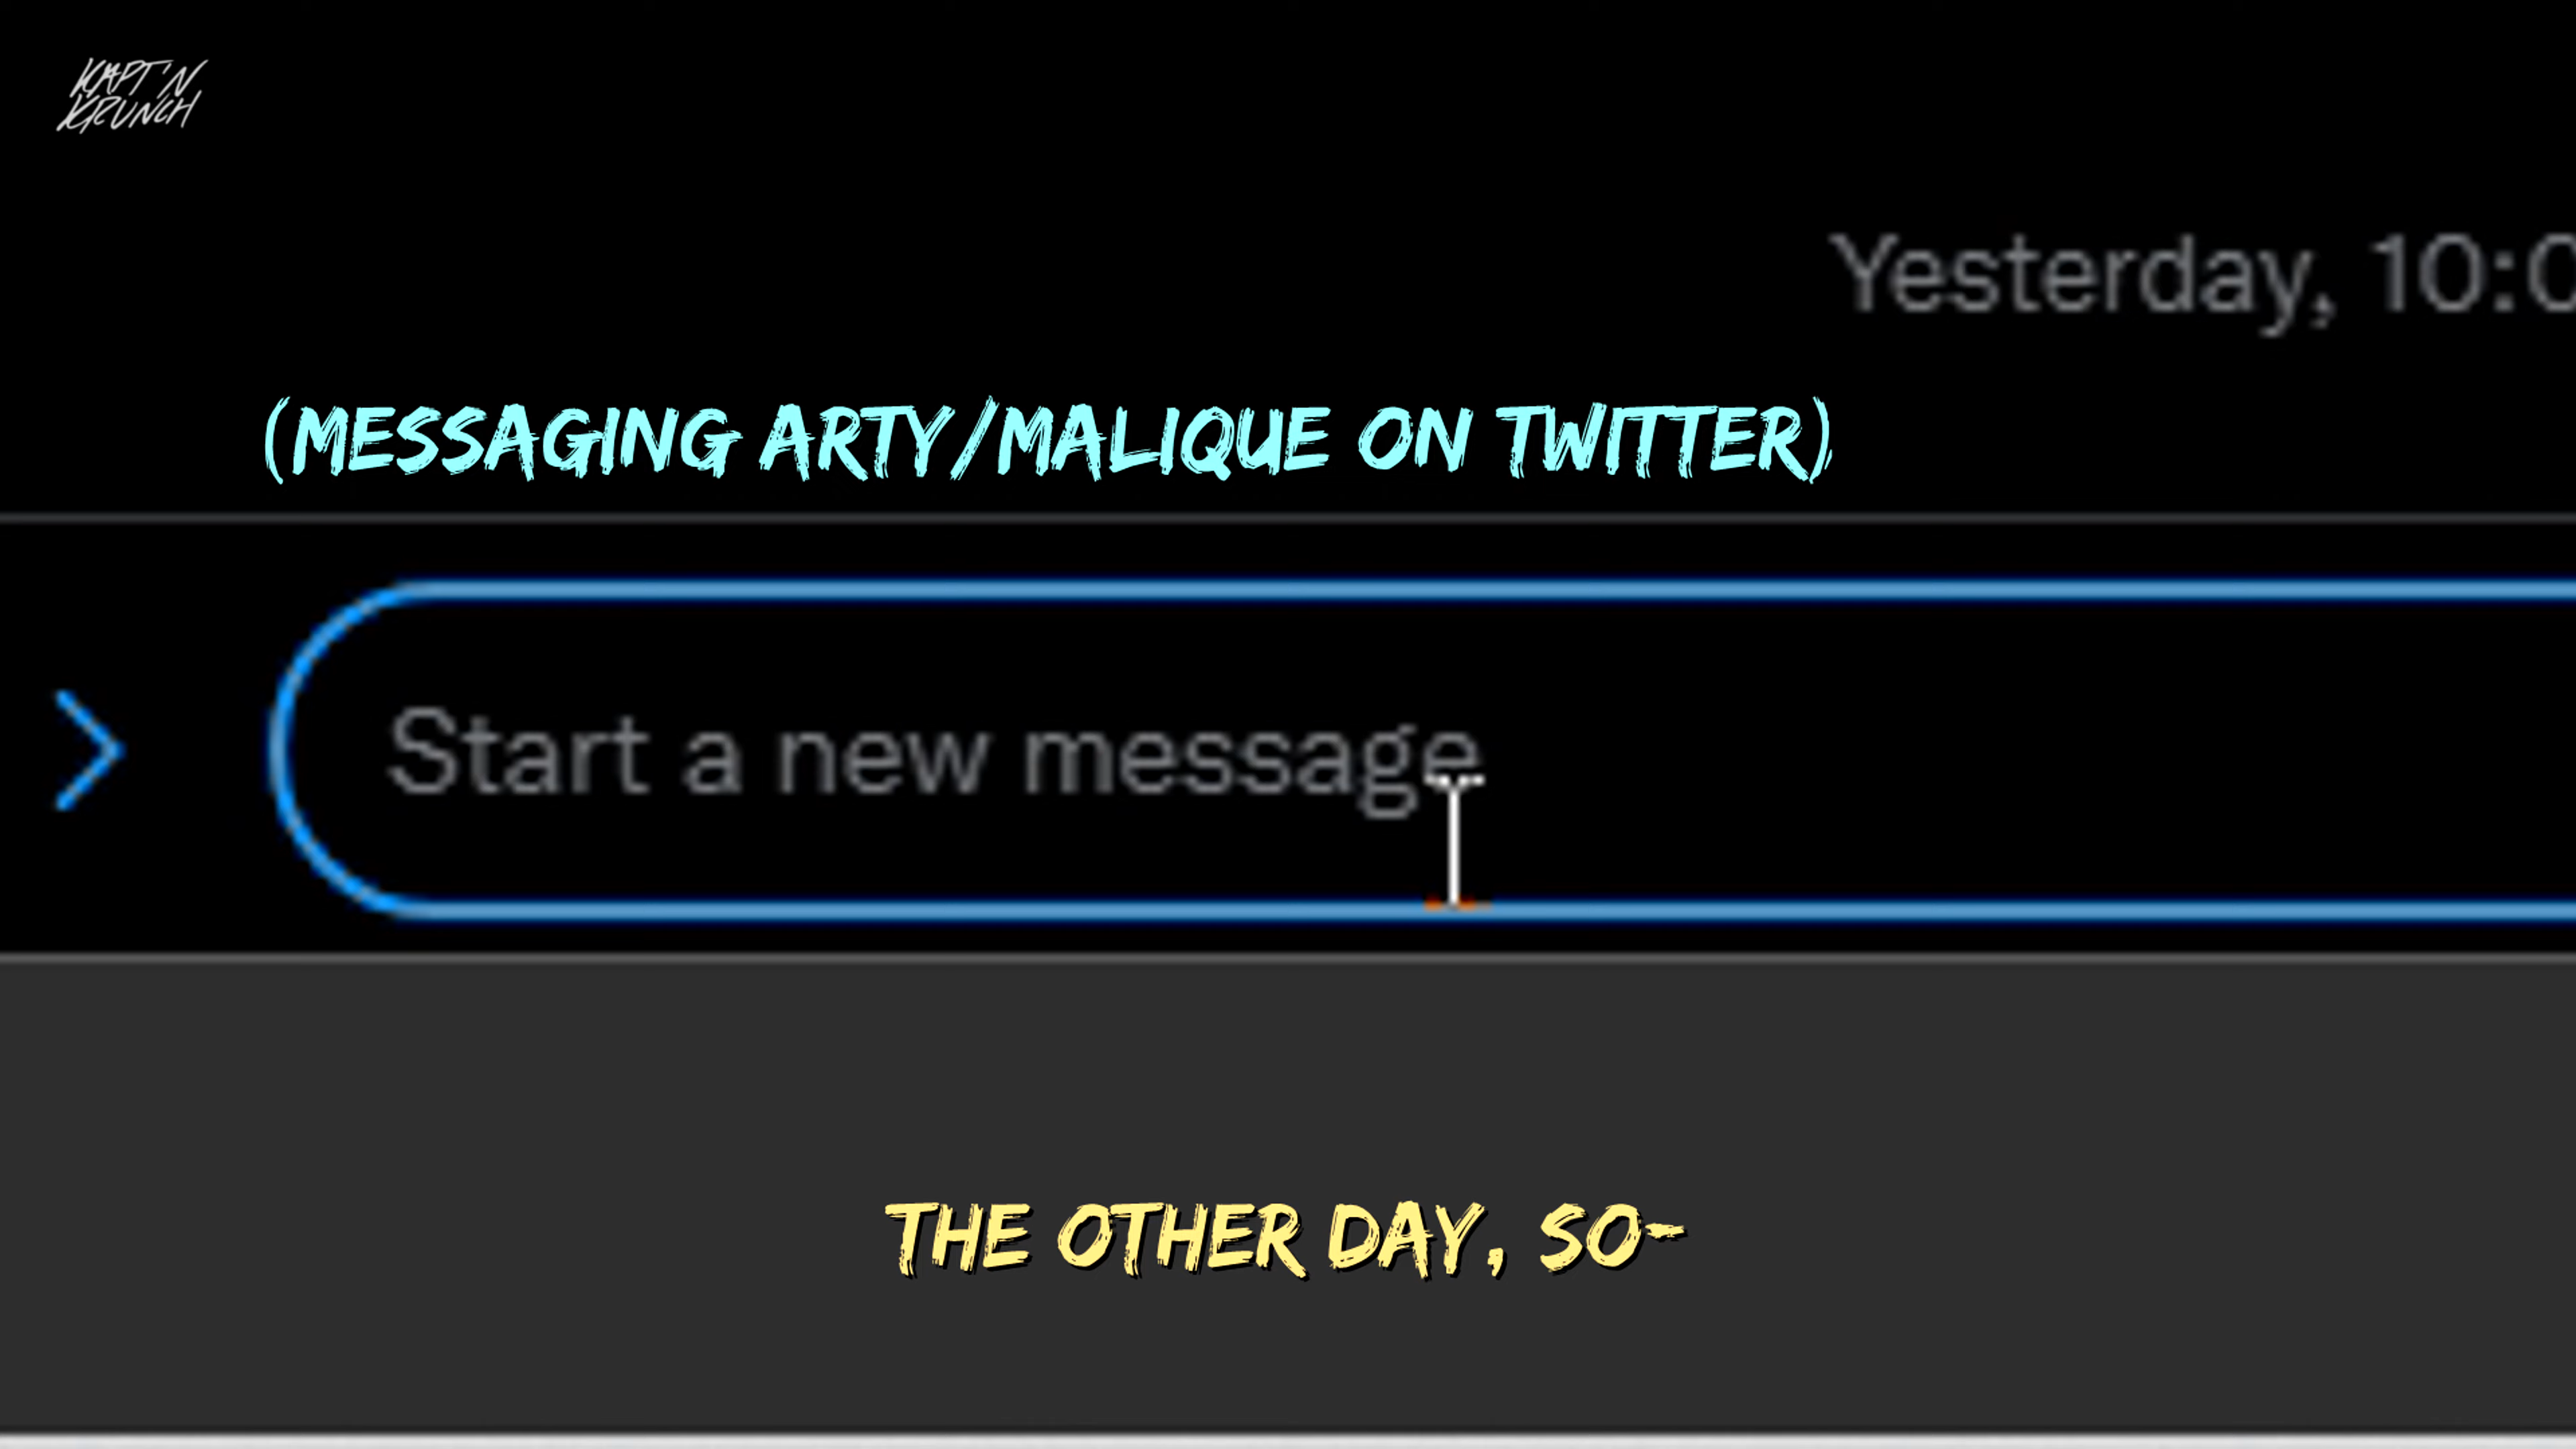 KAPT'N
KRUNCH
Yesterday, 10:0
(MESSAGING ARTY/MALIQUE ON TWITTER)
Start a new message
THE OTHER DAY, SO-